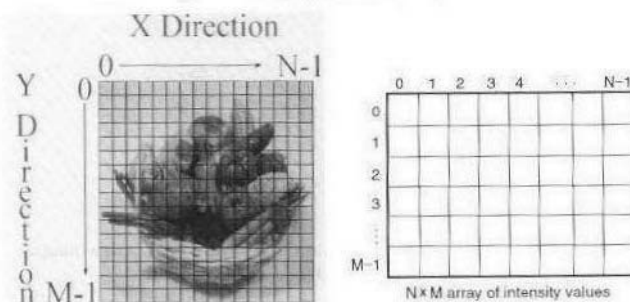 X Direction
0 N-1
Y Direction
0
M-1
0 1 2 3 4 ... N-1
0
1
2
3
⋮
M-1
N×M array of intensity values